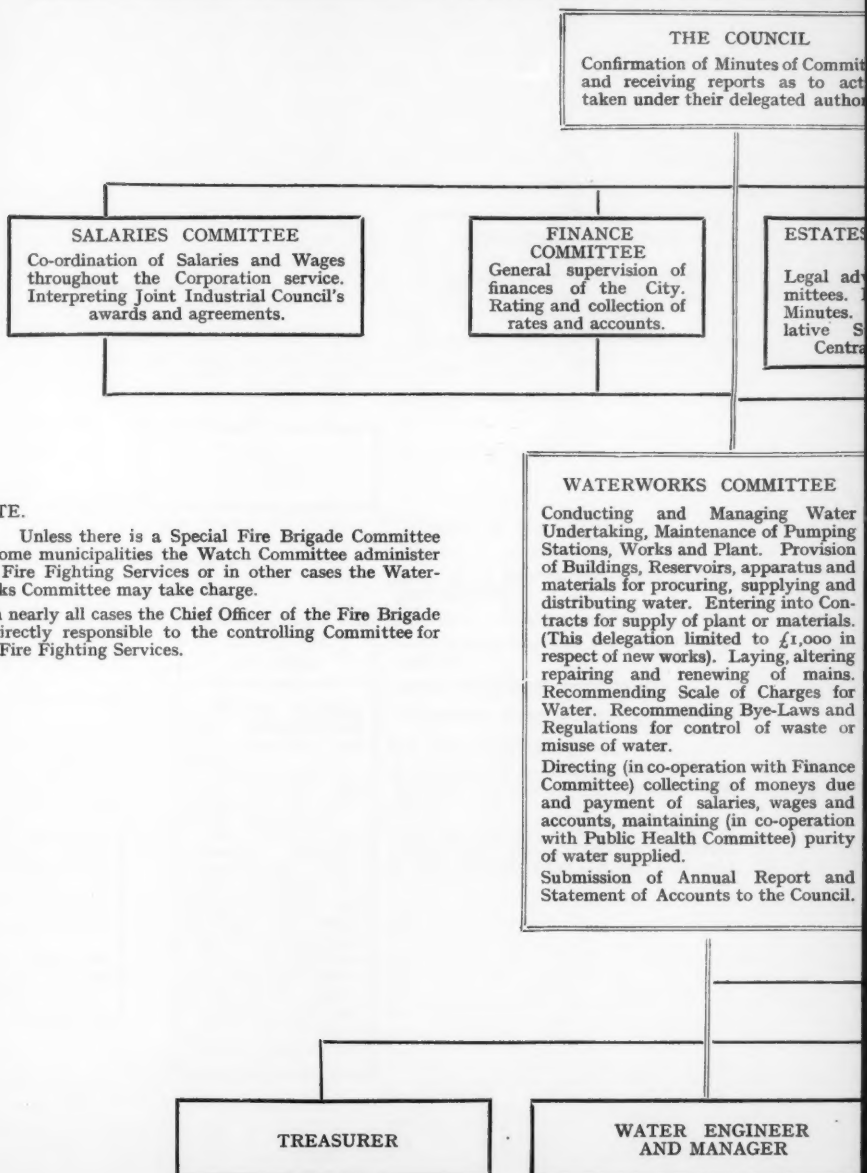 THE COUNCIL
Confirmation of Minutes of Commit
and receiving reports as to act
taken under their delegated author
SALARIES COMMITTEE
Co-ordination of Salaries and Wages
throughout the Corporation service.
Interpreting Joint Industrial Council's
awards and agreements.
FINANCE
COMMITTEE
General supervision of
finances of the City.
Rating and collection of
rates and accounts.
ESTATES
Legal adv
mittees.
Minutes.
lative S
Centra
TE.
Unless there is a Special Fire Brigade Committee
ome municipalities the Watch Committee administer
Fire Fighting Services or in other cases the Water-
ks Committee may take charge.
n nearly all cases the Chief Officer of the Fire Brigade
irectly responsible to the controlling Committee for
Fire Fighting Services.
WATERWORKS COMMITTEE
Conducting and Managing Water
Undertaking, Maintenance of Pumping
Stations, Works and Plant. Provision
of Buildings, Reservoirs, apparatus and
materials for procuring, supplying and
distributing water. Entering into Con-
tracts for supply of plant or materials.
(This delegation limited to £1,000 in
respect of new works). Laying, altering
repairing and renewing of mains.
Recommending Scale of Charges for
Water. Recommending Bye-Laws and
Regulations for control of waste or
misuse of water.
Directing (in co-operation with Finance
Committee) collecting of moneys due
and payment of salaries, wages and
accounts, maintaining (in co-operation
with Public Health Committee) purity
of water supplied.
Submission of Annual Report and
Statement of Accounts to the Council.
TREASURER
WATER ENGINEER
AND MANAGER